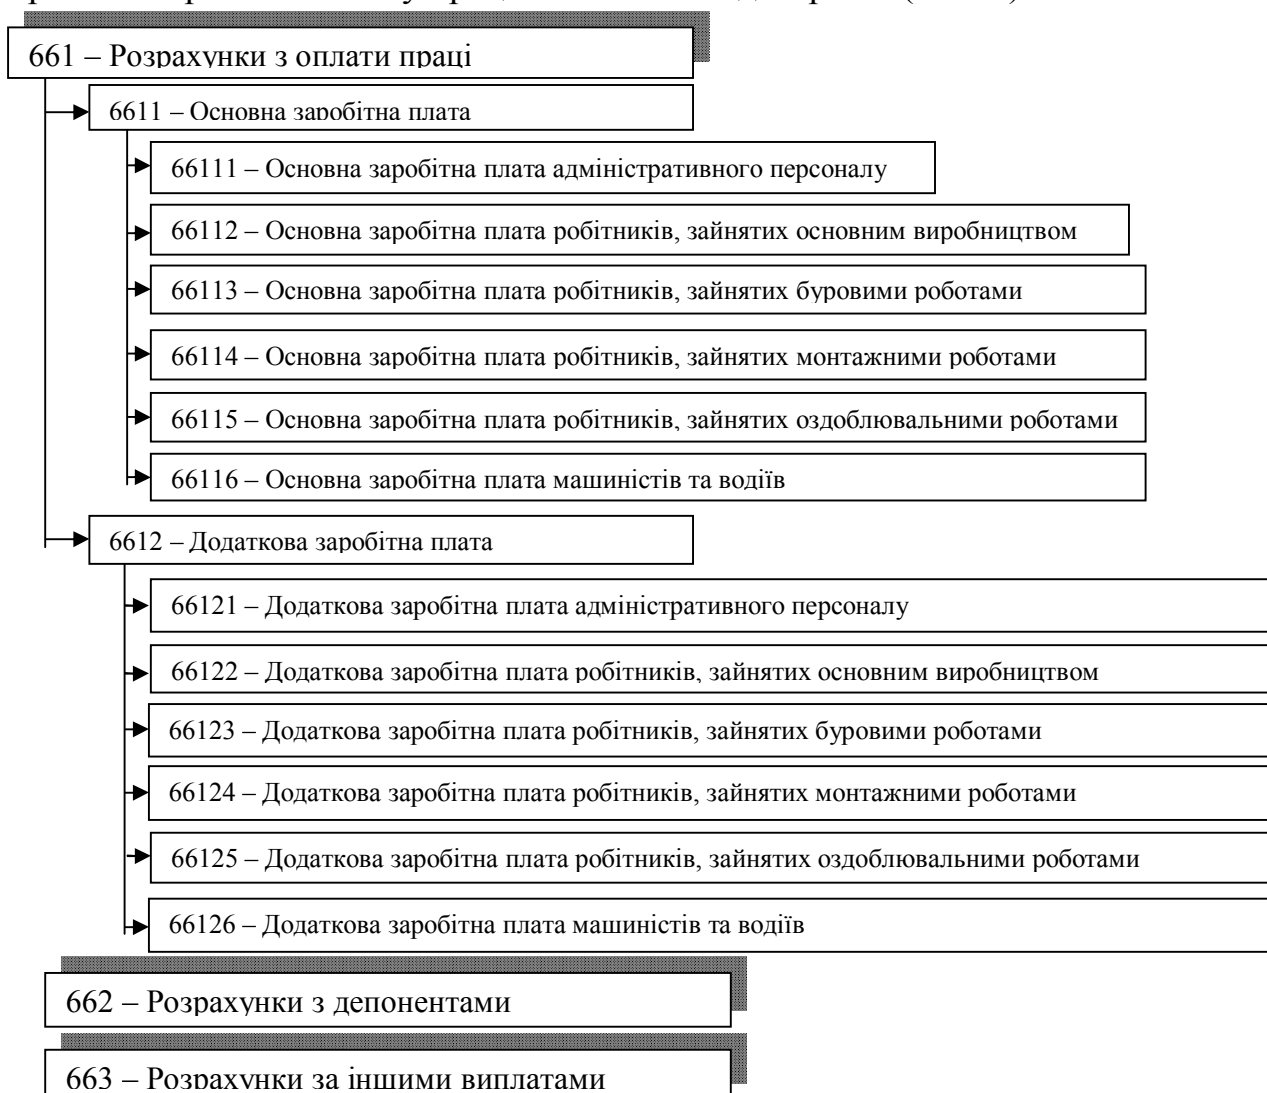 661 – Розрахунки з оплати праці
6611 – Основна заробітна плата
66111 – Основна заробітна плата адміністративного персоналу
66112 – Основна заробітна плата робітників, зайнятих основним виробництвом
66113 – Основна заробітна плата робітників, зайнятих буровими роботами
66114 – Основна заробітна плата робітників, зайнятих монтажними роботами
66115 – Основна заробітна плата робітників, зайнятих оздоблювальними роботами
66116 – Основна заробітна плата машиністів та водіїв
6612 – Додаткова заробітна плата
66121 – Додаткова заробітна плата адміністративного персоналу
66122 – Додаткова заробітна плата робітників, зайнятих основним виробництвом
66123 – Додаткова заробітна плата робітників, зайнятих буровими роботами
66124 – Додаткова заробітна плата робітників, зайнятих монтажними роботами
66125 – Додаткова заробітна плата робітників, зайнятих оздоблювальними роботами
66126 – Додаткова заробітна плата машиністів та водіїв
662 – Розрахунки з депонентами
663 – Розрахунки за іншими виплатами